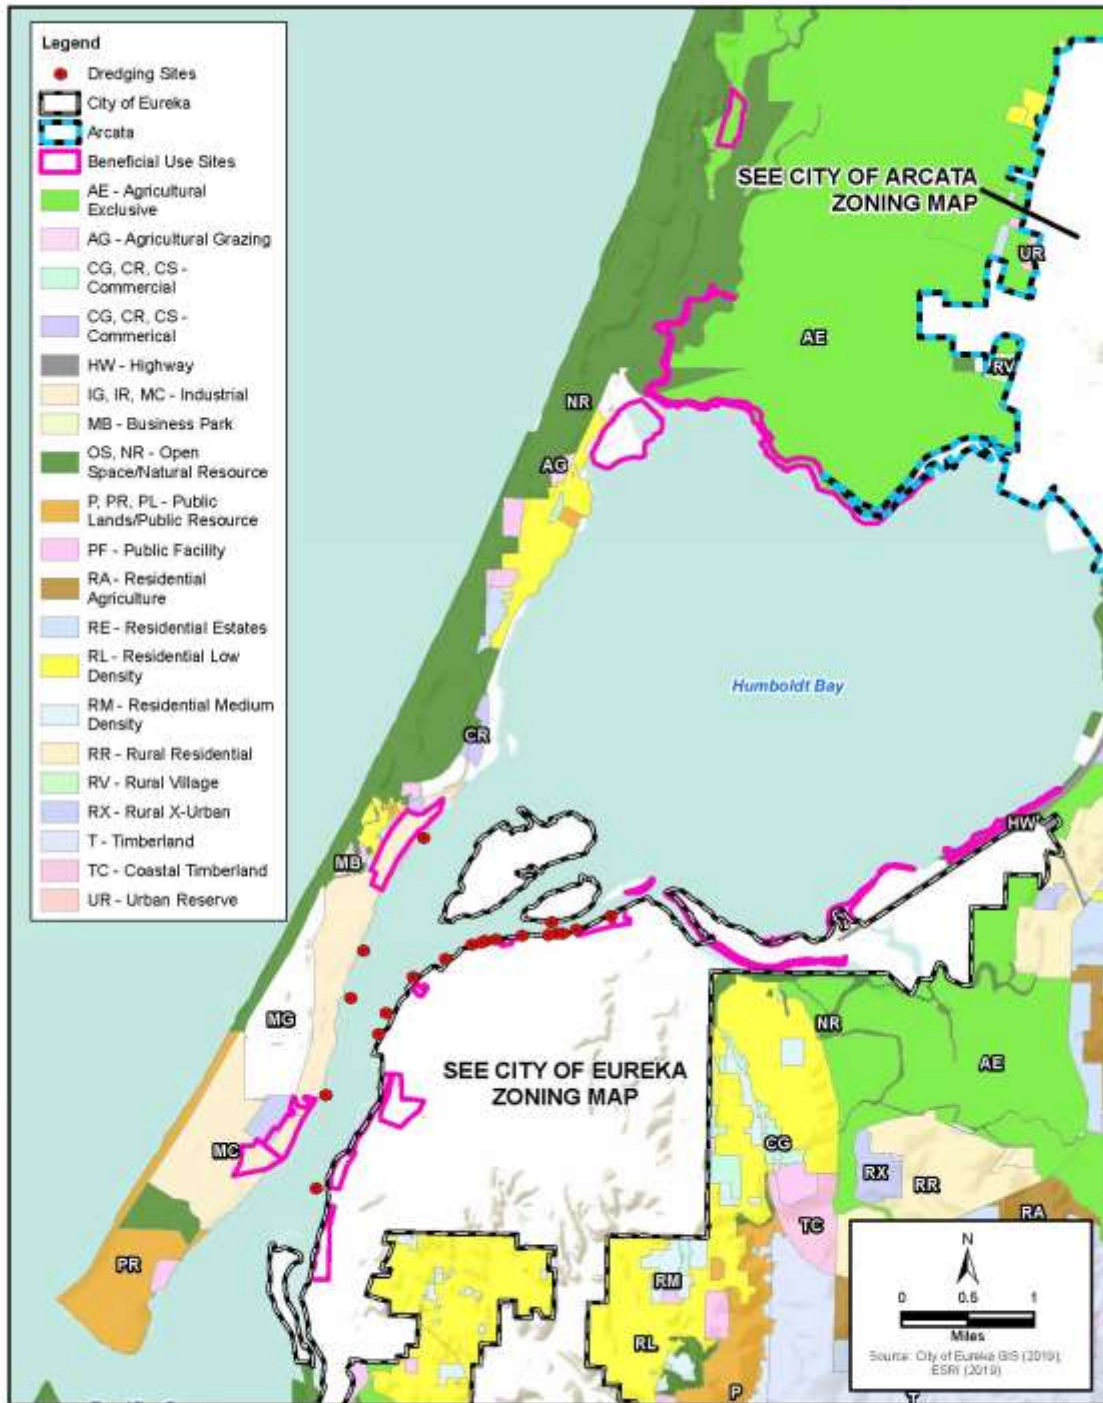 Legend
Dredging Sites
City of Eureka
Arcata
Beneficial Use Sites
AE - Agricultural
Exclusive
AG - Agricultural Grazing
CG, CR, CS -
Commercial
CG, CR, CS -
Commerical
HW - Highway
IG, IR, MC - Industrial
MB - Business Park
OS, NR - Open
Space/Natural Resource
P, PR, PL - Public
Lands/Public Resource
PF - Public Facility
RA - Residential
Agriculture
RE - Residential Estates
RL - Residential Low
Density
RM - Residential Medium
Density
RR - Rural Residential
RV - Rural Village
RX - Rural X-Urban
T - Timberland
TC - Coastal Timberland
UR - Urban Reserve
SEE CITY OF ARCATA
ZONING MAP
UR
AE
RV
NR
AG
Humboldt Bay
CR
HW
MB
MG
NR
SEE CITY OF EUREKA
ZONING MAP
AE
CG
MC
RX
RR
TC
RA
PR
RM
RL
P
T
N
0 0.5 1
Miles
Source: City of Eureka GIS (2019);
ESRI (2019)